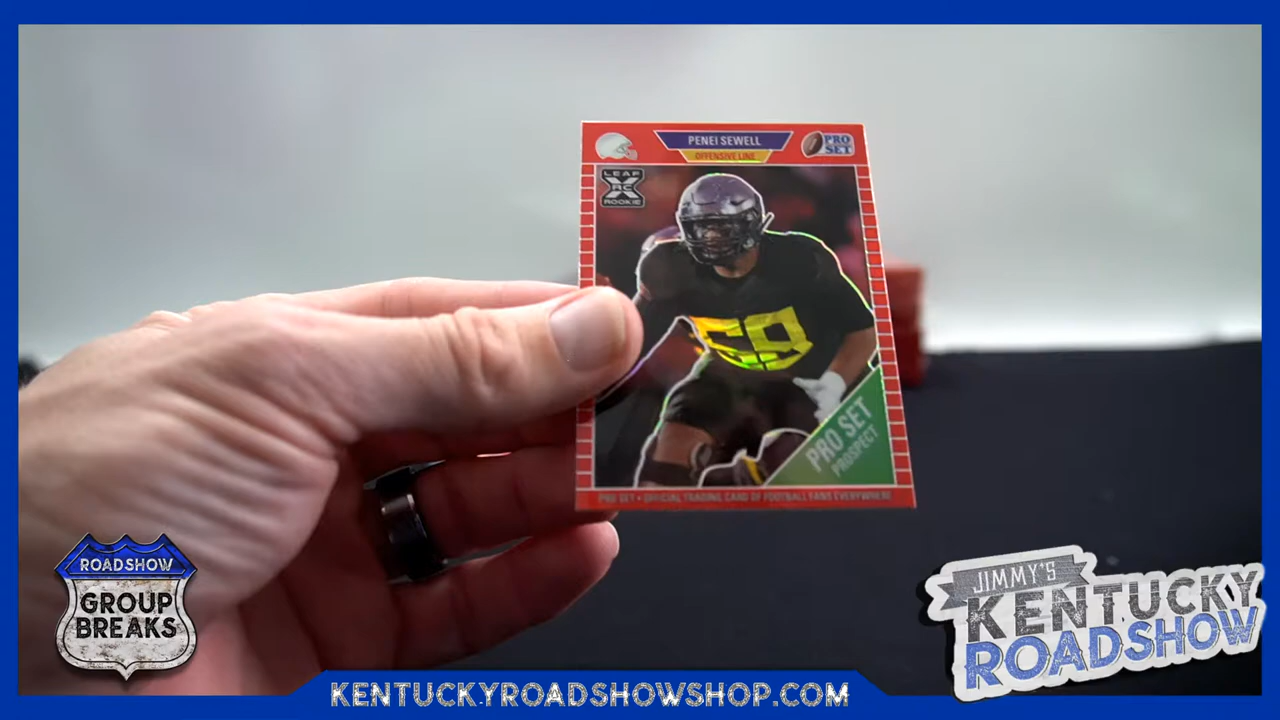 PENEI SEWELL
OFFENSIVE LINE
PRO
SET
LEAF
X
RC
ROOKIE
59
PRO SET
PROSPECT
PRO SET • OFFICIAL TRADING CARD OF FOOTBALL FANS EVERYWHERE
ROADSHOW
GROUP
BREAKS
JIMMY'S
KENTUCKY
ROADSHOW
KENTUCKYROADSHOWSHOP.COM